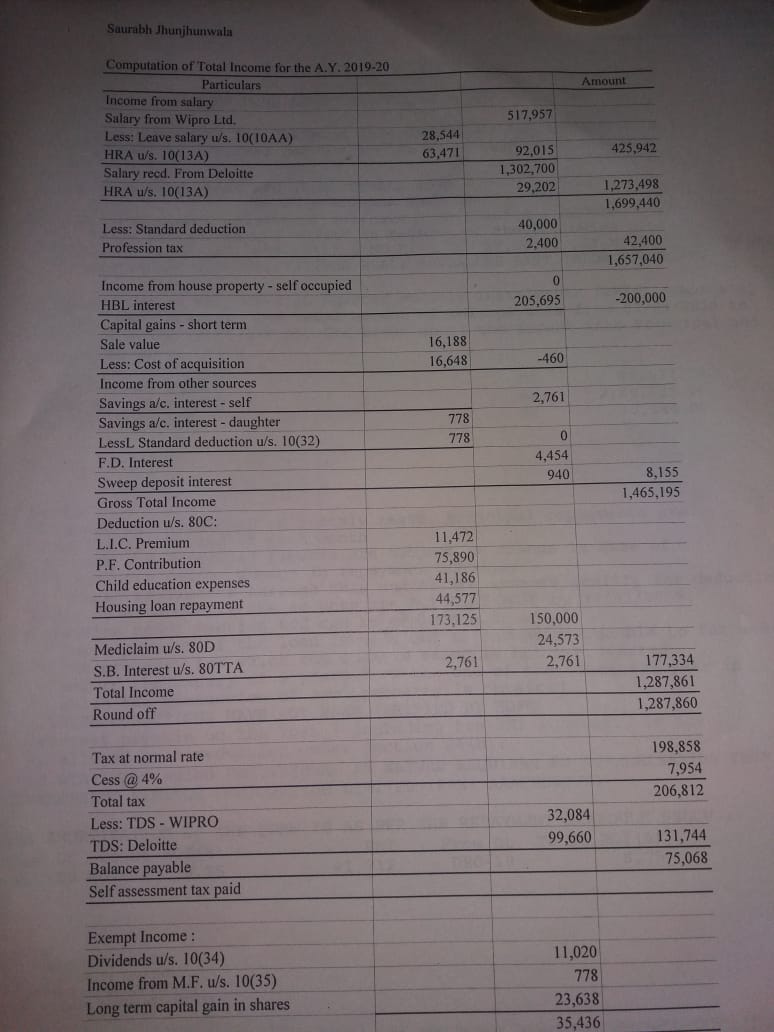 Saurabh Jhunjhunwala
Computation of Total Income for the A.Y. 2019-20
Particulars Amount
Income from salary
Salary from Wipro Ltd. 517,957
Less: Leave salary u/s. 10(10AA) 28,544
HRA u/s. 10(13A) 63,471 92,015 425,942
Salary recd. From Deloitte 1,302,700
HRA u/s. 10(13A) 29,202 1,273,498
1,699,440
Less: Standard deduction 40,000
Profession tax 2,400 42,400
1,657,040
Income from house property - self occupied 0
HBL interest 205,695 -200,000
Capital gains - short term
Sale value 16,188
Less: Cost of acquisition 16,648 -460
Income from other sources
Savings a/c. interest - self 2,761
Savings a/c. interest - daughter 778
LessL Standard deduction u/s. 10(32) 778 0
F.D. Interest 4,454
Sweep deposit interest 940 8,155
Gross Total Income 1,465,195
Deduction u/s. 80C:
L.I.C. Premium 11,472
P.F. Contribution 75,890
Child education expenses 41,186
Housing loan repayment 44,577
173,125 150,000
Mediclaim u/s. 80D 24,573
S.B. Interest u/s. 80TTA 2,761 2,761 177,334
Total Income 1,287,861
Round off 1,287,860
Tax at normal rate 198,858
Cess @ 4% 7,954
Total tax 206,812
Less: TDS - WIPRO 32,084
TDS: Deloitte 99,660 131,744
Balance payable 75,068
Self assessment tax paid
Exempt Income :
Dividends u/s. 10(34) 11,020
Income from M.F. u/s. 10(35) 778
Long term capital gain in shares 23,638
35,436